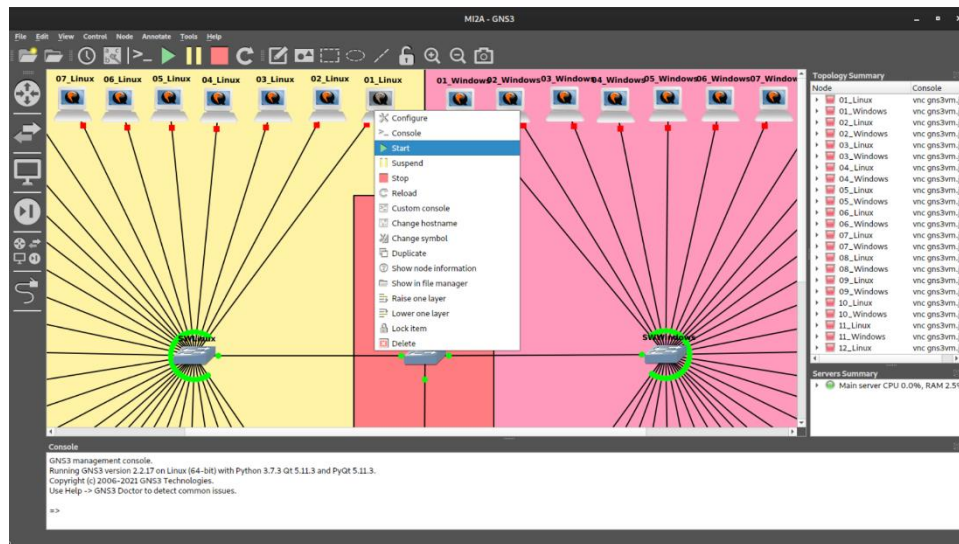 MI2A - GNS3
File Edit View Control Node Annotate Tools Help
07_Linux 06_Linux 05_Linux 04_Linux 03_Linux 02_Linux 01_Linux 01_Windows 02_Windows 03_Windows 04_Windows 05_Windows 06_Windows 07_Window
Configure
Console
Start
Suspend
Stop
Reload
Custom console
Change hostname
Change symbol
Duplicate
Show node information
Show in file manager
Raise one layer
Lower one layer
Lock item
Delete
SWLinux
SWWindows
Topology Summary
Node Console
01_Linux vnc gns3vm.
01_Windows vnc gns3vm.
02_Linux vnc gns3vm.
02_Windows vnc gns3vm.
03_Linux vnc gns3vm.
03_Windows vnc gns3vm.
04_Linux vnc gns3vm.
04_Windows vnc gns3vm.
05_Linux vnc gns3vm.
05_Windows vnc gns3vm.
06_Linux vnc gns3vm.
06_Windows vnc gns3vm.
07_Linux vnc gns3vm.
07_Windows vnc gns3vm.
08_Linux vnc gns3vm.
08_Windows vnc gns3vm.
09_Linux vnc gns3vm.
09_Windows vnc gns3vm.
10_Linux vnc gns3vm.
10_Windows vnc gns3vm.
11_Linux vnc gns3vm.
11_Windows vnc gns3vm.
12_Linux vnc gns3vm.
Servers Summary
Main server CPU 0.0%, RAM 2.5%
Console
GNS3 management console.
Running GNS3 version 2.2.17 on Linux (64-bit) with Python 3.7.3 Qt 5.11.3 and PyQt 5.11.3.
Copyright (c) 2006-2021 GNS3 Technologies.
Use Help -> GNS3 Doctor to detect common issues.
=>